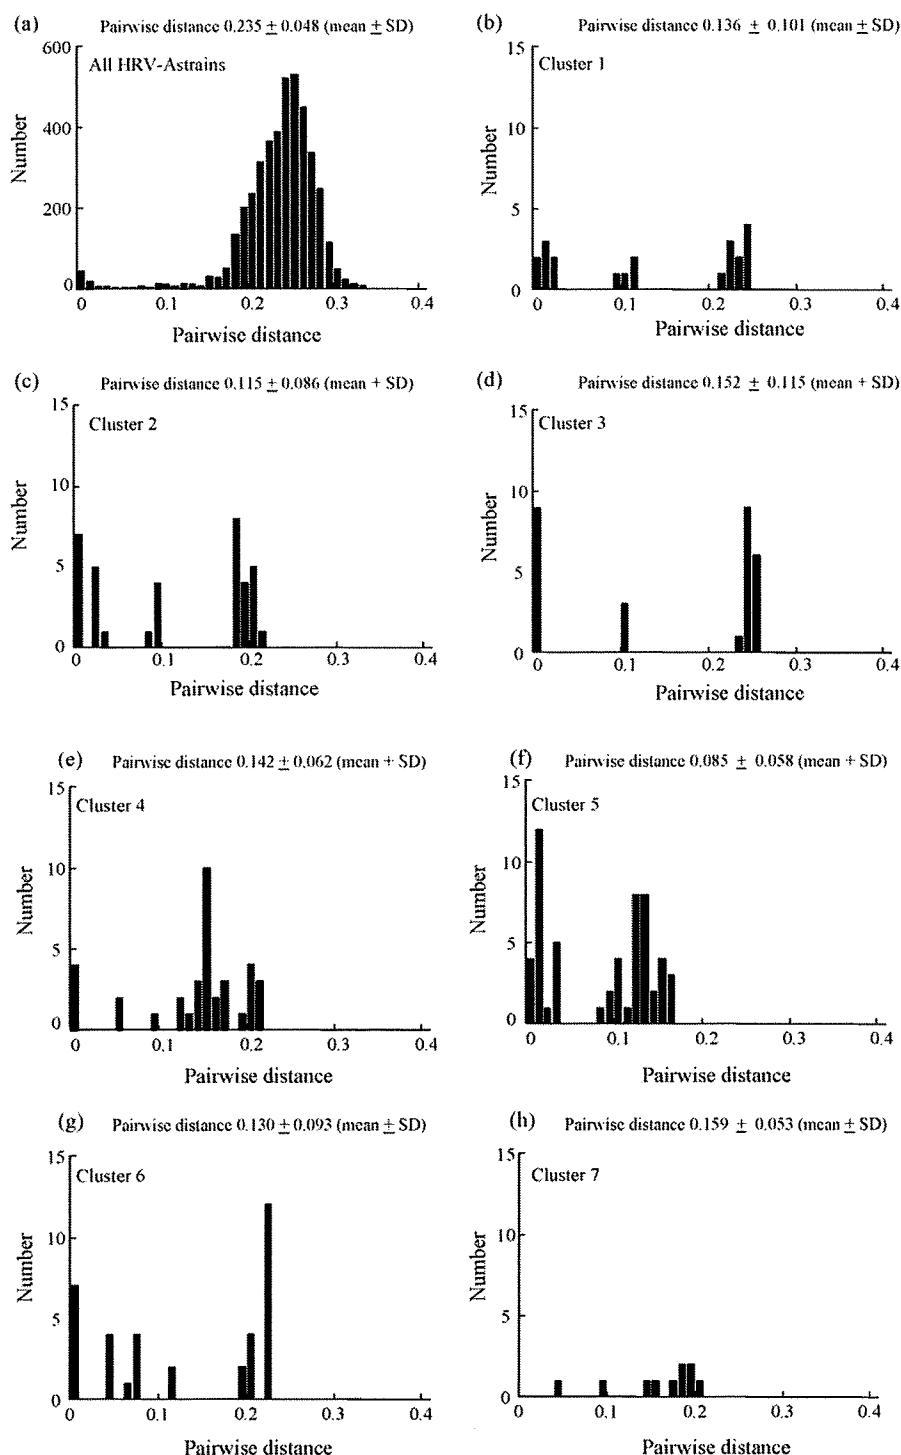 (a) Pairwise distance 0.235 ± 0.048 (mean ± SD)
600
All HRV-Astrains
400
Number
200
0
0 0.1 0.2 0.3 0.4
Pairwise distance
(b) Pairwise distance 0.136 ± 0.101 (mean ± SD)
15
Cluster 1
10
Number
5
0
0 0.1 0.2 0.3 0.4
Pairwise distance
(c) Pairwise distance 0.115 ± 0.086 (mean + SD)
15
Cluster 2
10
Number
5
0
0 0.1 0.2 0.3 0.4
Pairwise distance
(d) Pairwise distance 0.152 ± 0.115 (mean + SD)
15
Cluster 3
10
Number
5
0
0 0.1 0.2 0.3 0.4
Pairwise distance
(e) Pairwise distance 0.142 ± 0.062 (mean + SD)
15
Cluster 4
10
Number
5
0
0 0.1 0.2 0.3 0.4
Pairwise distance
(f) Pairwise distance 0.085 ± 0.058 (mean + SD)
15
Cluster 5
10
Number
5
0
0 0.1 0.2 0.3 0.4
Pairwise distance
(g) Pairwise distance 0.130 ± 0.093 (mean ± SD)
15
Cluster 6
10
Number
5
0
0 0.1 0.2 0.3 0.4
Pairwise distance
(h) Pairwise distance 0.159 ± 0.053 (mean ± SD)
15
Cluster 7
10
Number
5
0
0 0.1 0.2 0.3 0.4
Pairwise distance